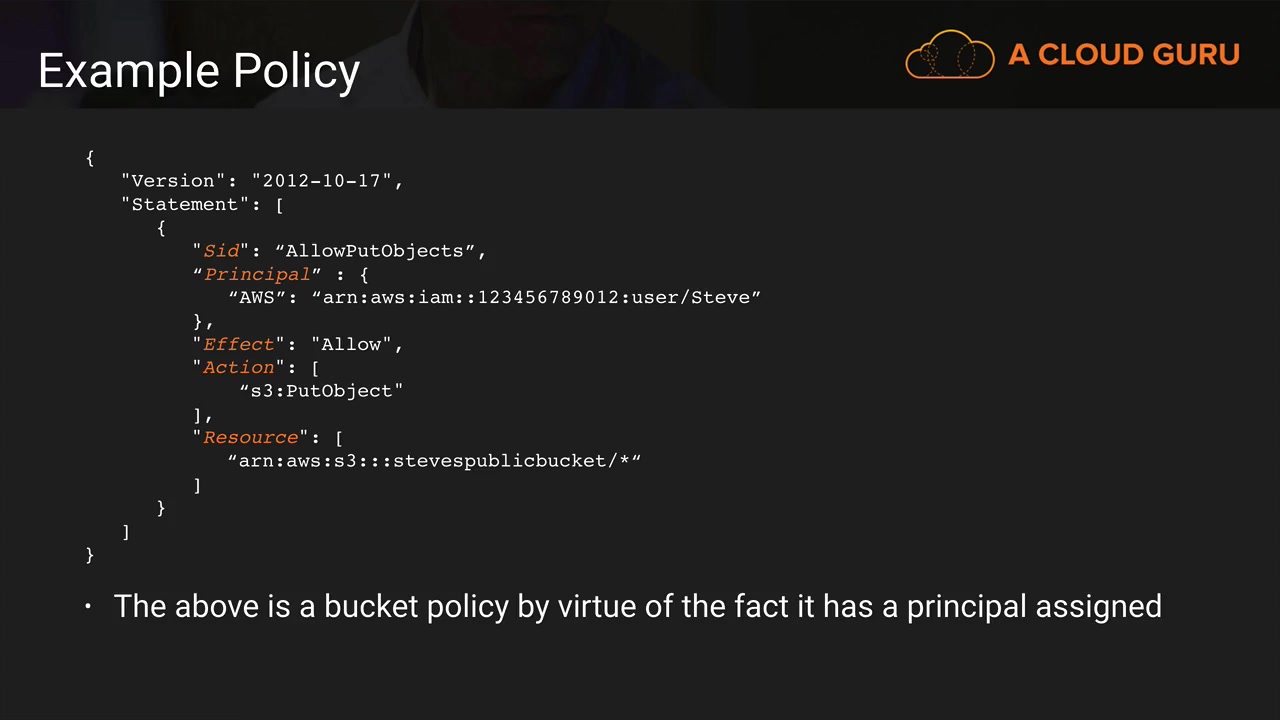 Example Policy
A CLOUD GURU
{
"Version": "2012-10-17",
"Statement": [
{
"Sid": “AllowPutObjects”,
“Principal” : {
“AWS”: “arn:aws:iam::123456789012:user/Steve”
},
"Effect": "Allow",
"Action": [
“s3:PutObject"
],
"Resource": [
“arn:aws:s3:::stevespublicbucket/*“
]
}
]
}
• The above is a bucket policy by virtue of the fact it has a principal assigned